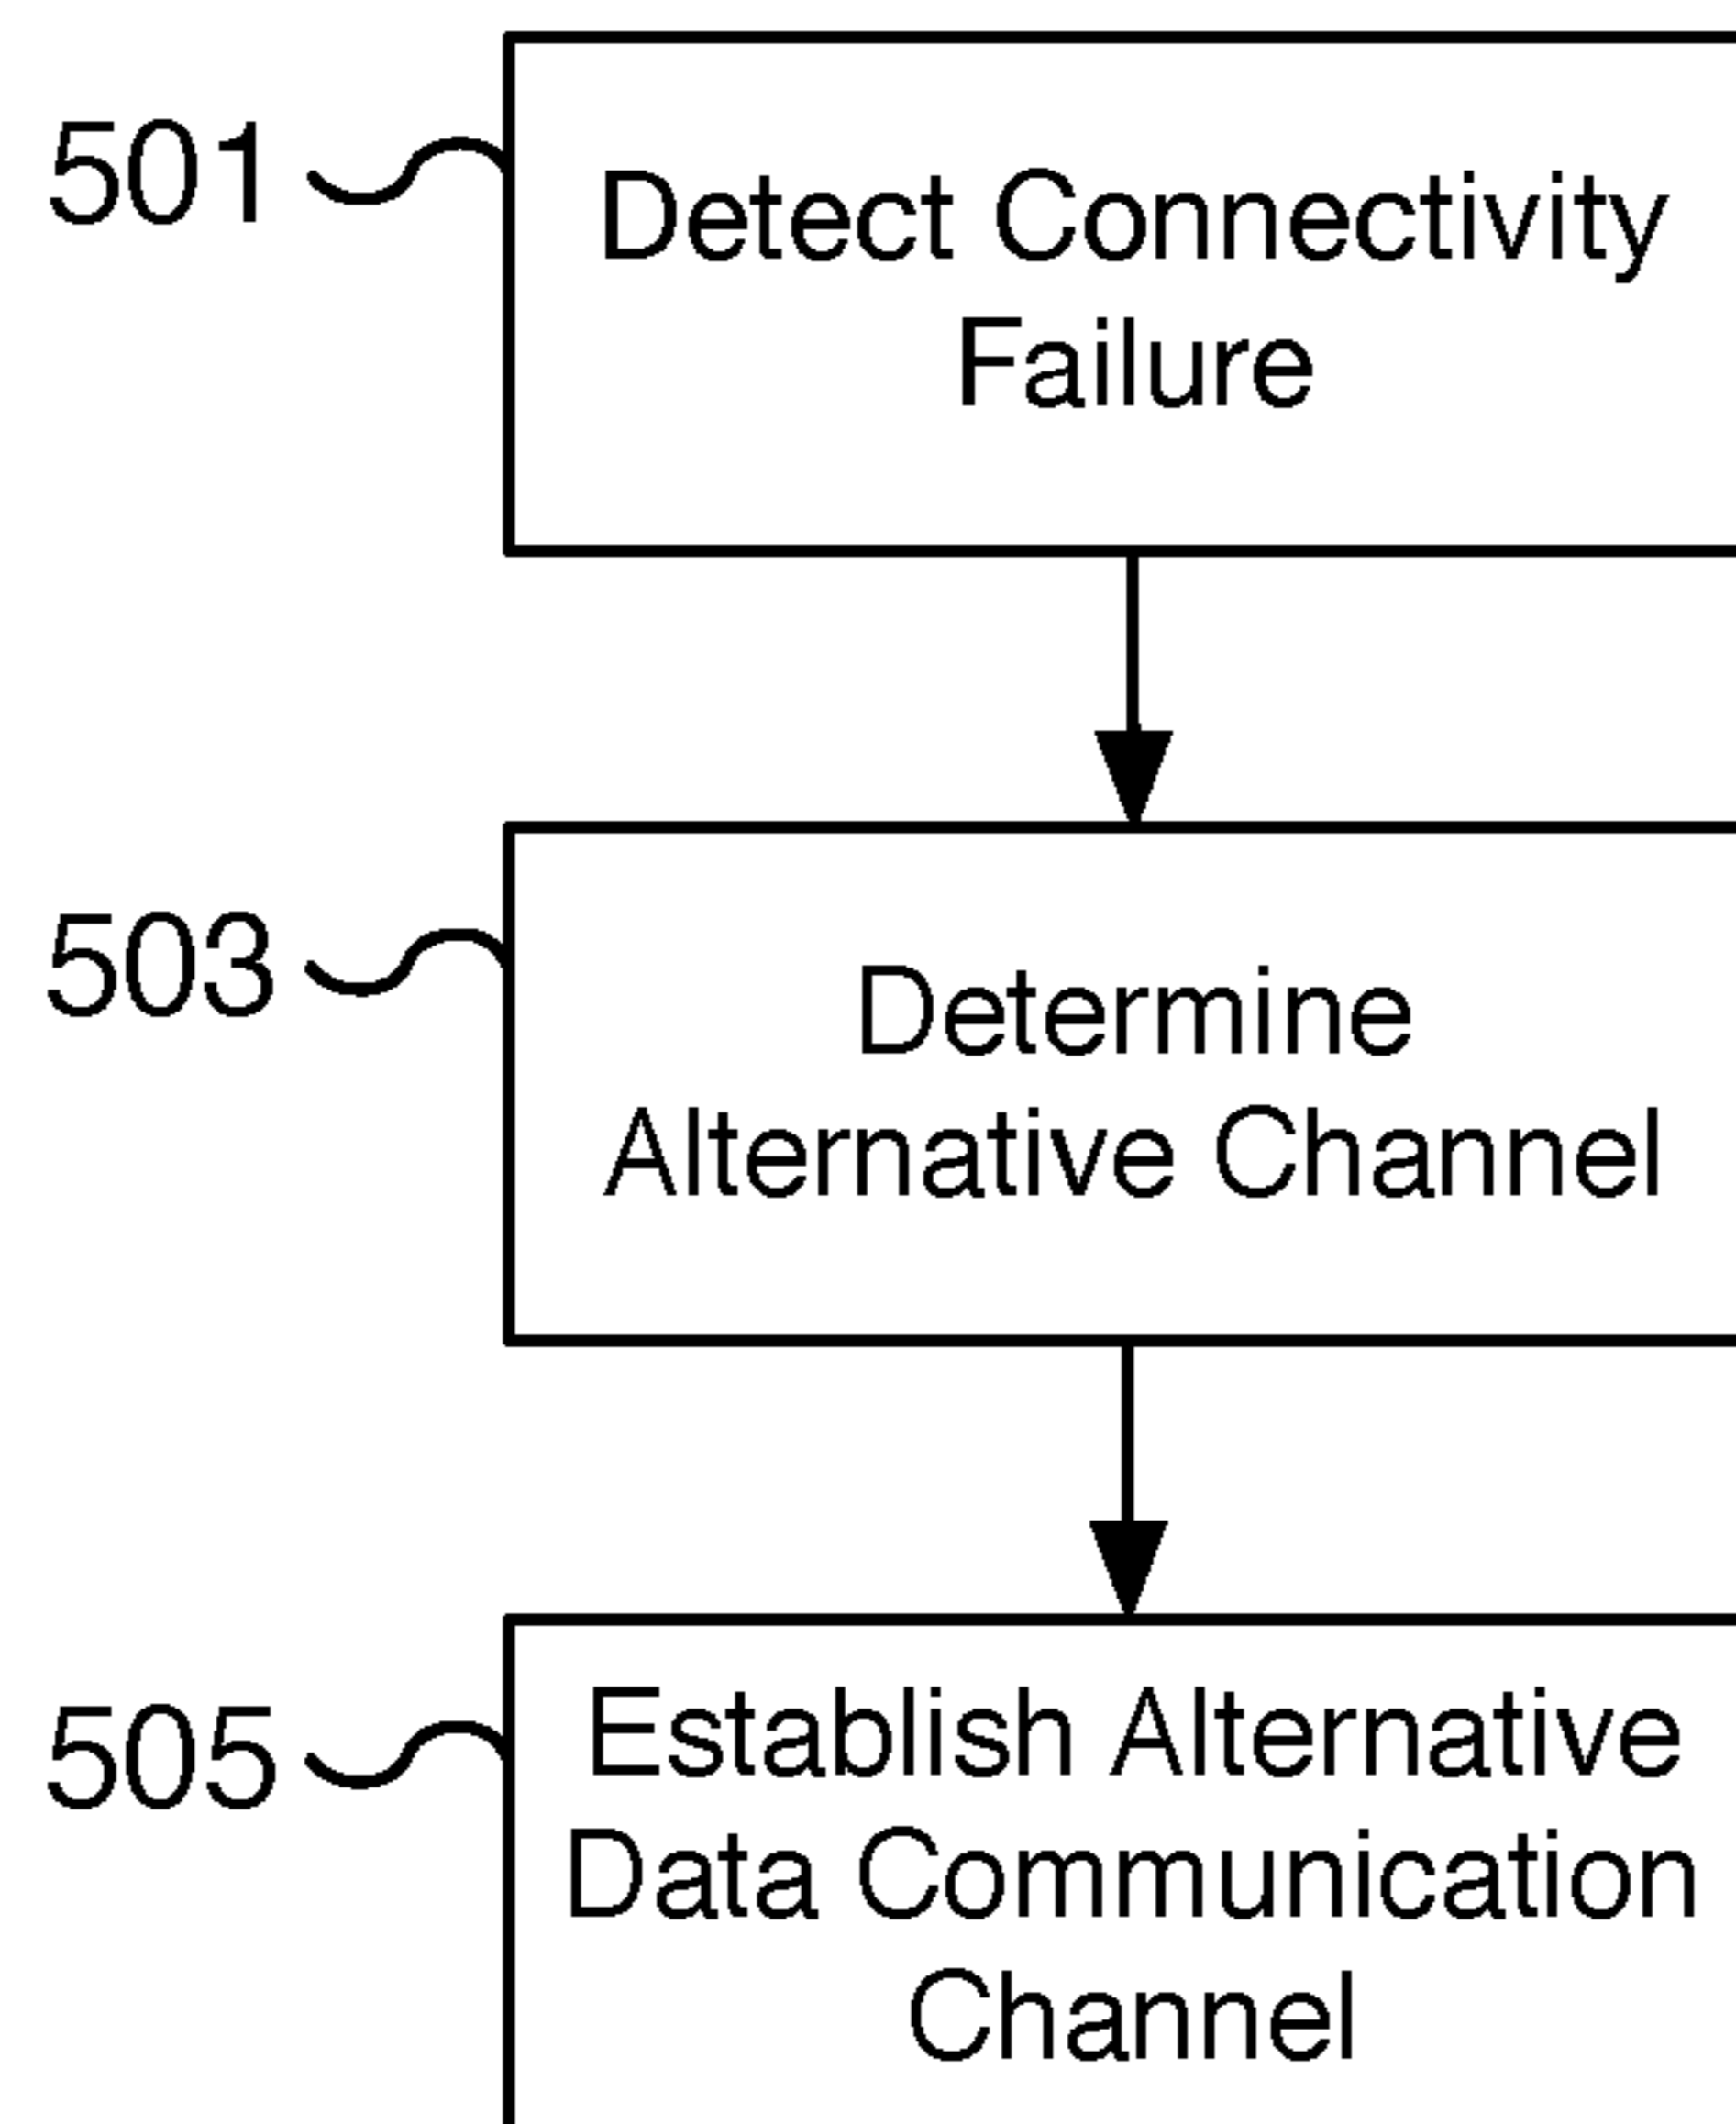 501
Detect Connectivity
Failure
503
Determine
Alternative Channel
505
Establish Alternative
Data Communication
Channel